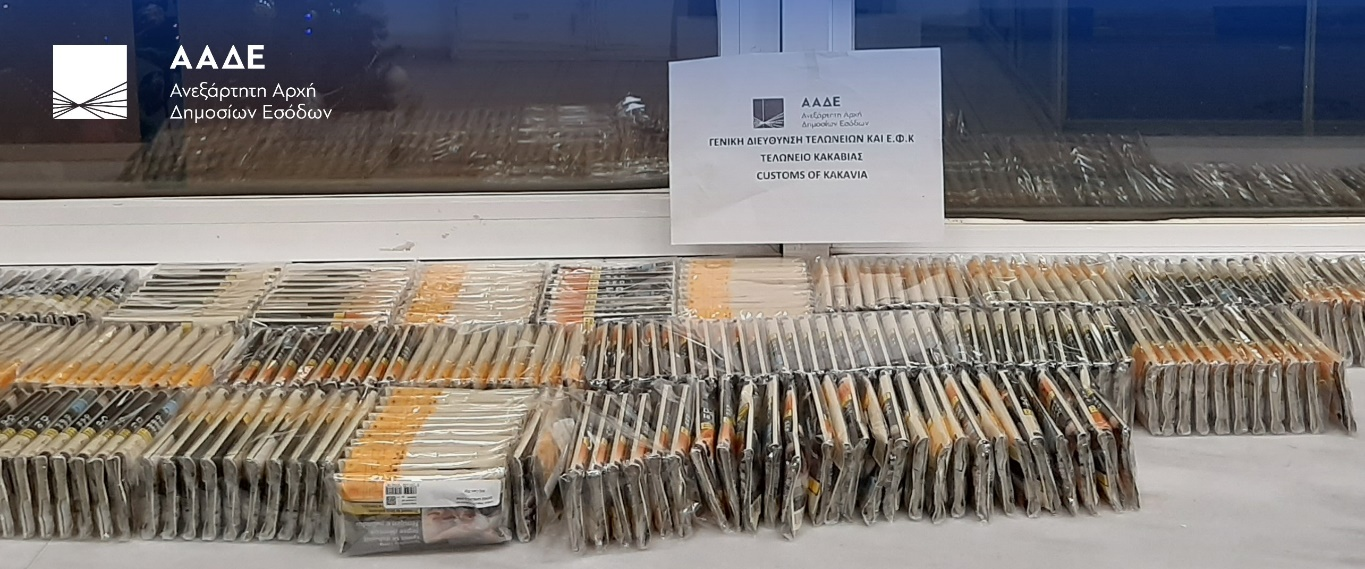 ΑΑΔΕ
Ανεξάρτητη Αρχή
Δημοσίων Εσόδων
ΑΑΔΕ
Ανεξάρτητη Αρχή
Δημοσίων Εσόδων
ΓΕΝΙΚΗ ΔΙΕΥΘΥΝΣΗ ΤΕΛΩΝΕΙΩΝ ΚΑΙ Ε.Φ.Κ
ΤΕΛΩΝΕΙΟ ΚΑΚΑΒΙΑΣ
CUSTOMS OF KAKAVIA